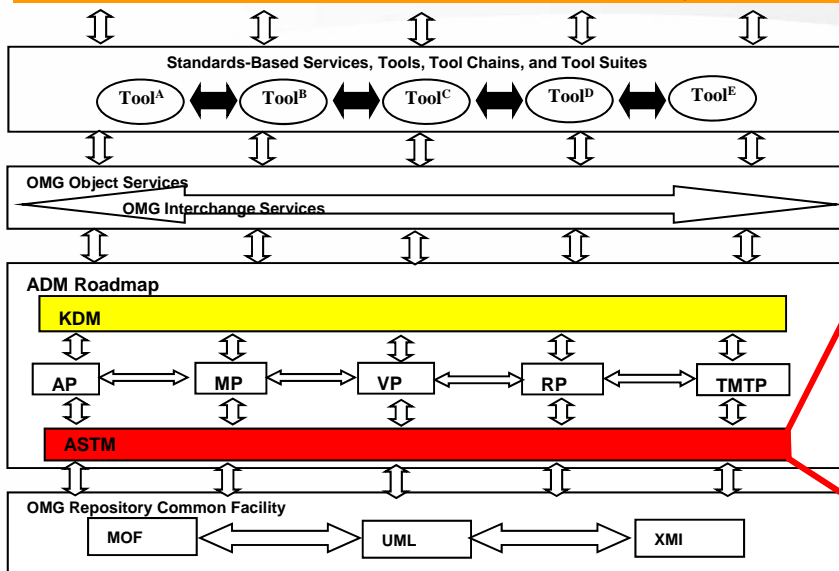 Standards-Based Services, Tools, Tool Chains, and Tool Suites
ToolA ToolB ToolC ToolD ToolE
OMG Object Services
OMG Interchange Services
ADM Roadmap
KDM
AP MP VP RP TMTP
ASTM
OMG Repository Common Facility
MOF UML XMI